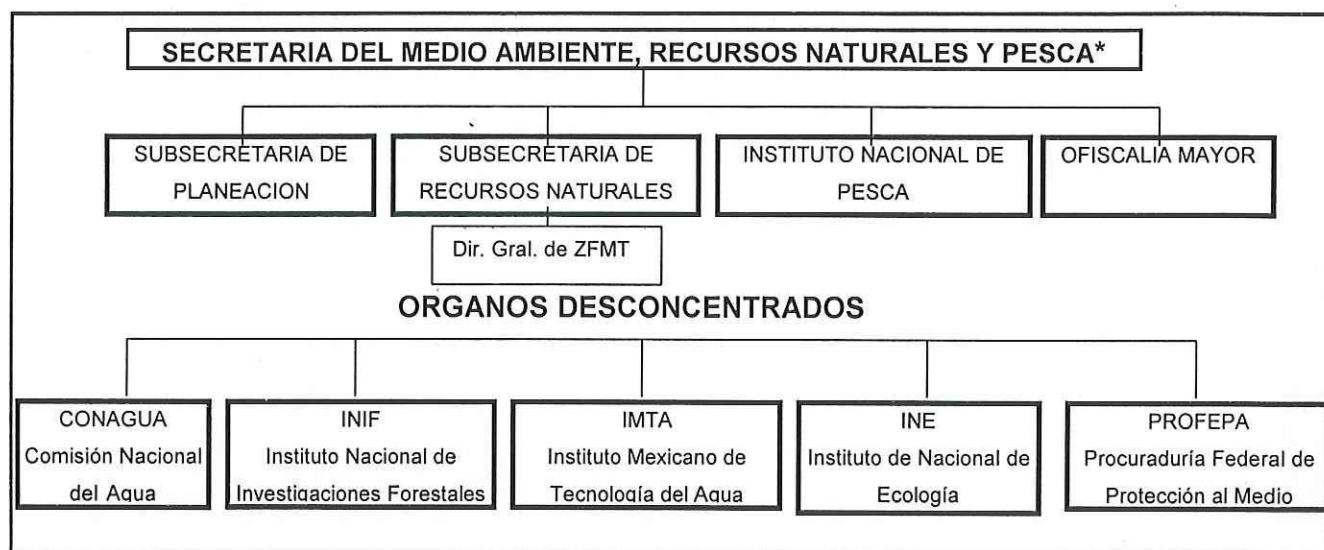 SECRETARIA DEL MEDIO AMBIENTE, RECURSOS NATURALES Y PESCA*
SUBSECRETARIA DE
PLANEACION
SUBSECRETARIA DE
RECURSOS NATURALES
INSTITUTO NACIONAL DE
PESCA
OFISCALIA MAYOR
Dir. Gral. de ZFMT
ORGANOS DESCONCENTRADOS
CONAGUA
Comisión Nacional
del Agua
INIF
Instituto Nacional de
Investigaciones Forestales
IMTA
Instituto Mexicano de
Tecnología del Agua
INE
Instituto de Nacional de
Ecología
PROFEPA
Procuraduría Federal de
Protección al Medio